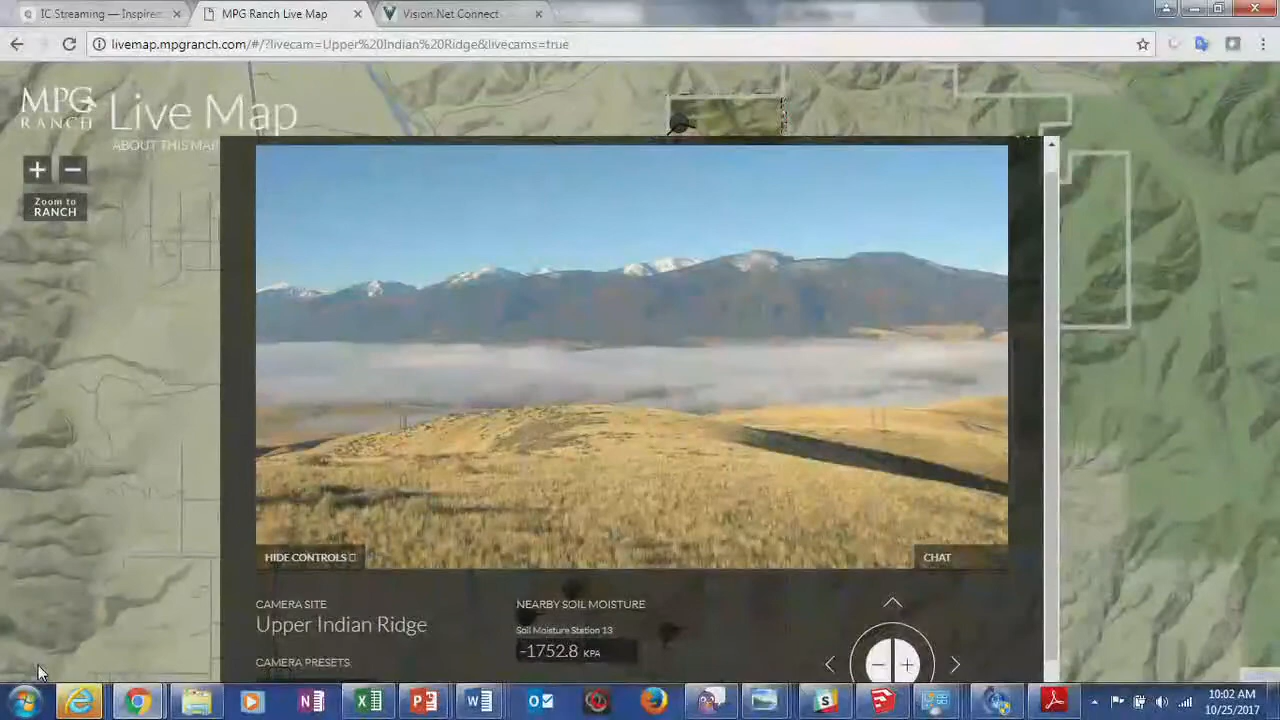 IC Streaming — Inspire
MPG Ranch Live Map
Vision.Net Connect
livemap.mpgranch.com/#/?livecam=Upper%20Indian%20Ridge&livecams=true
MPG
RANCH
Live Map
ABOUT THIS MAP
+
−
Zoom to
RANCH
HIDE CONTROLS
CHAT
CAMERA SITE
Upper Indian Ridge
CAMERA PRESETS
NEARBY SOIL MOISTURE
Soil Moisture Station 13
-1752.8 KPA
10:02 AM
10/25/2017